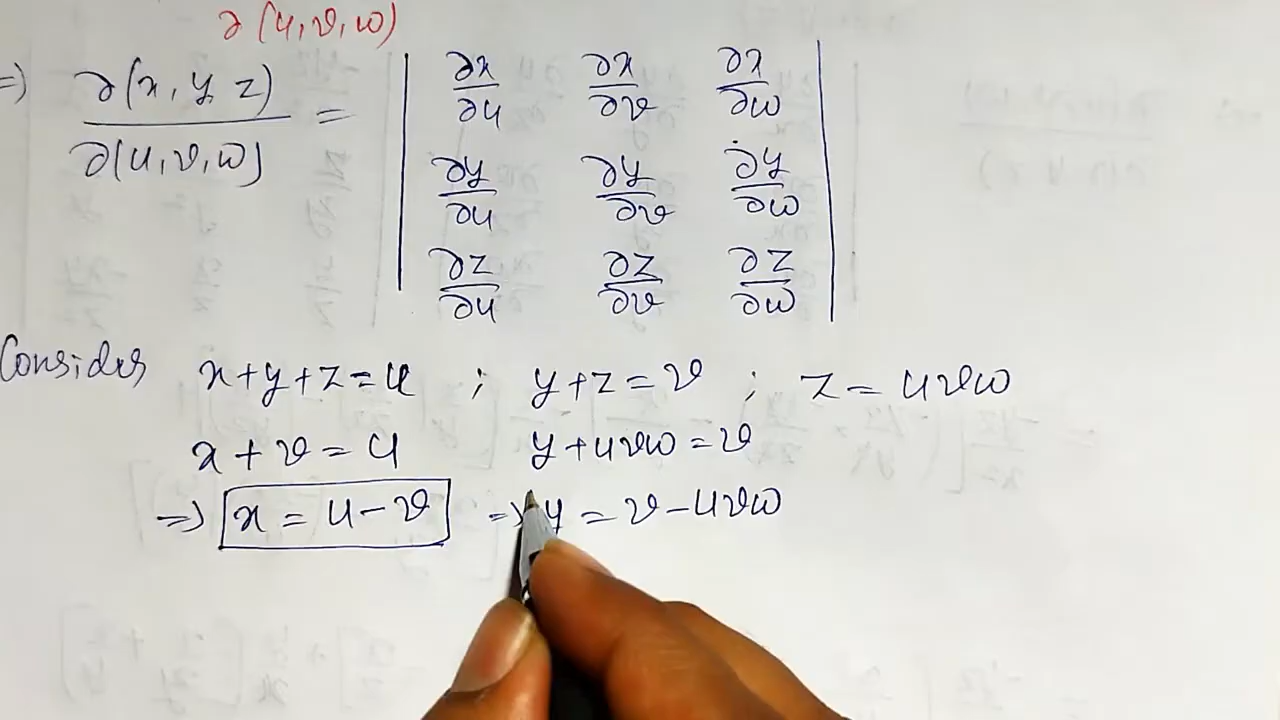 ∂(u,v,w)
=> ∂(x, y, z) / ∂(u,v,w) = | ∂x/∂u ∂x/∂v ∂x/∂w |
| ∂y/∂u ∂y/∂v ∂y/∂w |
| ∂z/∂u ∂z/∂v ∂z/∂w |
Consider x+y+z=u ; y+z=v ; z=uvw
x+v=u y+uvw=v
=> x=u-v => y=v-uvw